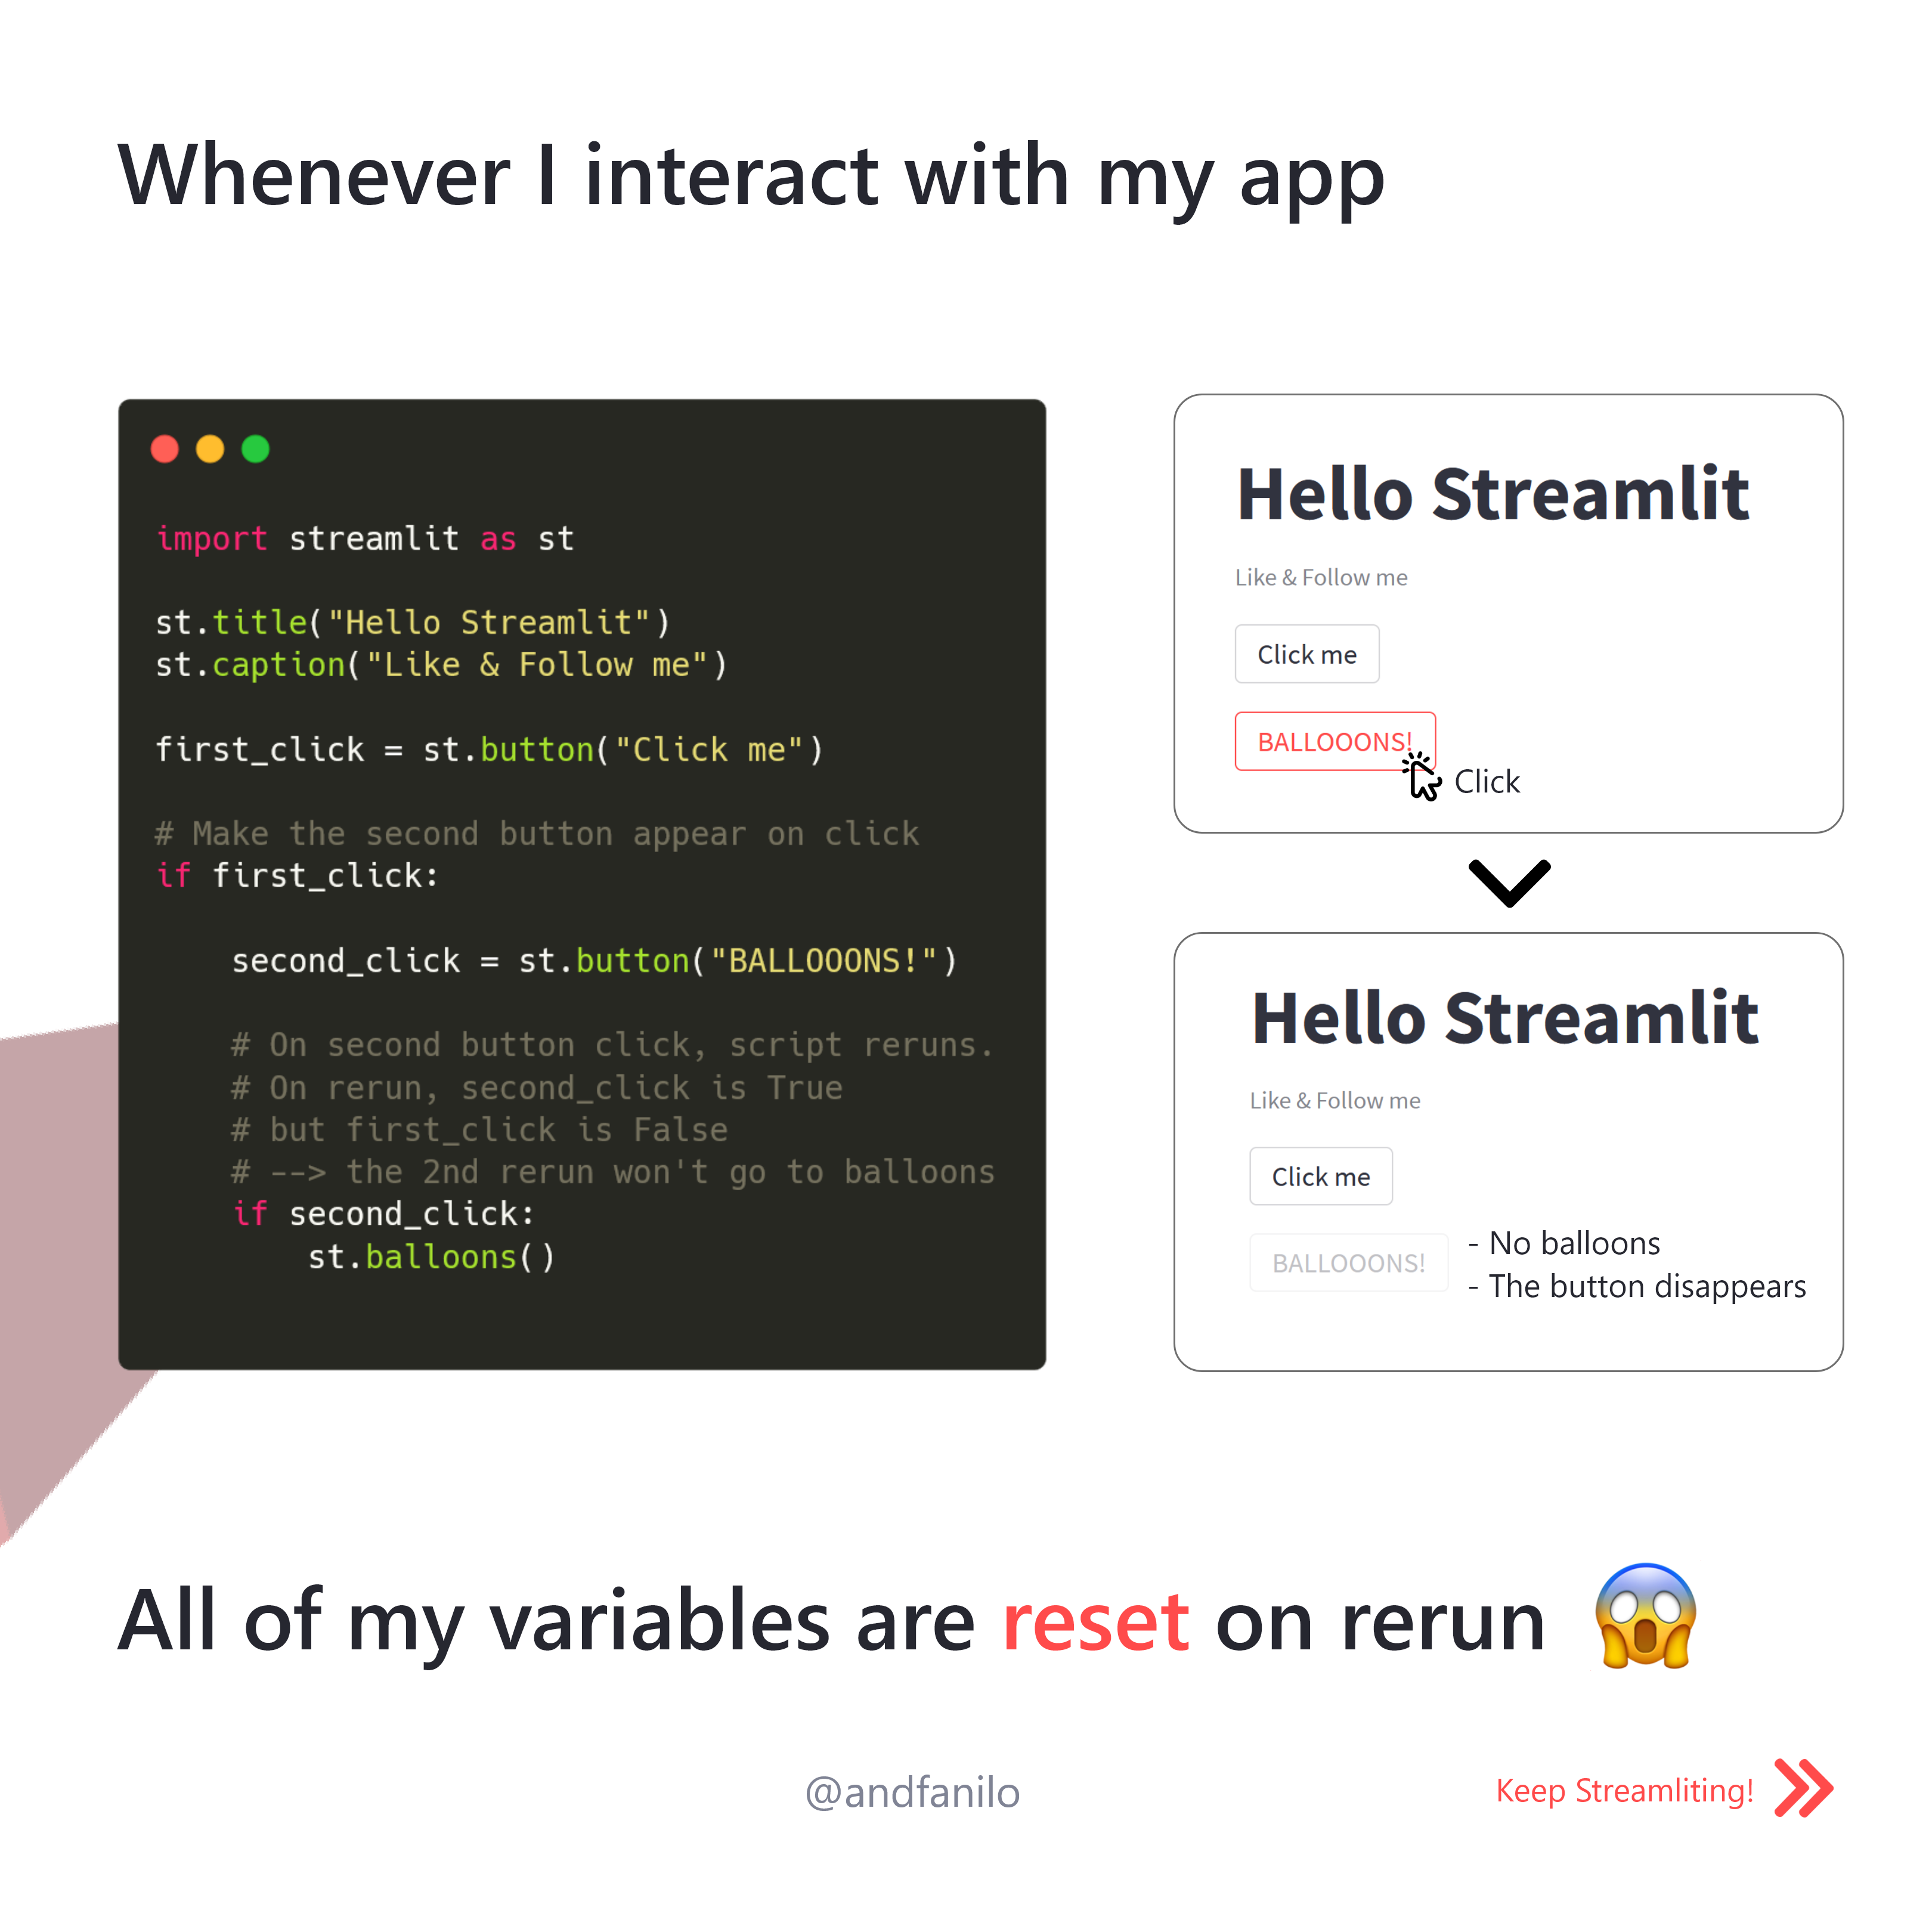 Whenever I interact with my app
import streamlit as st
st.title("Hello Streamlit")
st.caption("Like & Follow me")
first_click = st.button("Click me")
# Make the second button appear on click
if first_click:
second_click = st.button("BALLOOONS!")
# On second button click, script reruns.
# On rerun, second_click is True
# but first_click is False
# --> the 2nd rerun won't go to balloons
if second_click:
st.balloons()
Hello Streamlit
Like & Follow me
Click me
BALLOOONS!
Click
Hello Streamlit
Like & Follow me
Click me
BALLOOONS!
- No balloons
- The button disappears
All of my variables are reset on rerun
@andfanilo
Keep Streamliting!